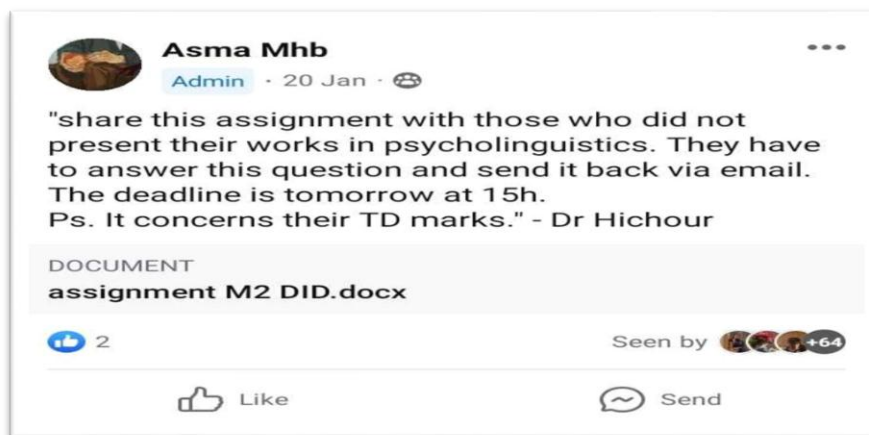 Asma Mhb
Admin · 20 Jan ·
"share this assignment with those who did not
present their works in psycholinguistics. They have
to answer this question and send it back via email.
The deadline is tomorrow at 15h.
Ps. It concerns their TD marks." - Dr Hichour
DOCUMENT
assignment M2 DID.docx
2
Seen by +64
Like
Send